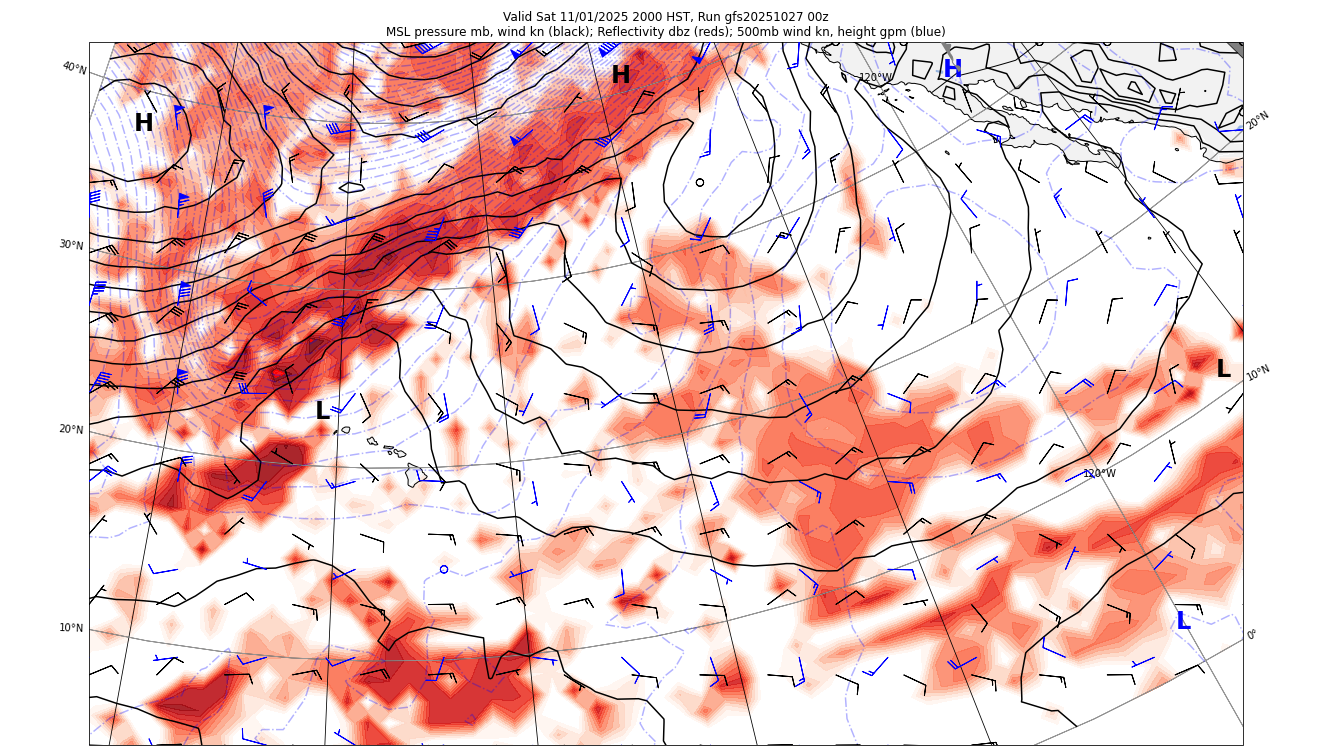 Valid Sat 11/01/2025 2000 HST, Run gfs20251027 00z
MSL pressure mb, wind kn (black); Reflectivity dbz (reds); 500mb wind kn, height gpm (blue)
40°N
H
H
H
120°W
20°N
30°N
L
10°N
L
20°N
120°W
10°N
L
0°